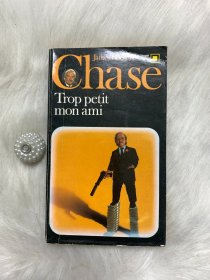 Chase
Trop petit
mon ami